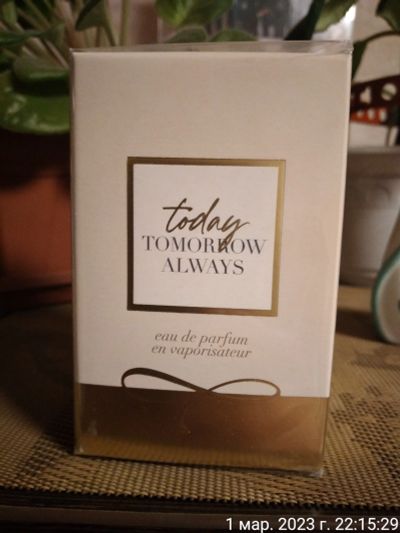 today
TOMORROW
ALWAYS
eau de parfum
en vaporisateur
1 мар. 2023 г. 22:15:29